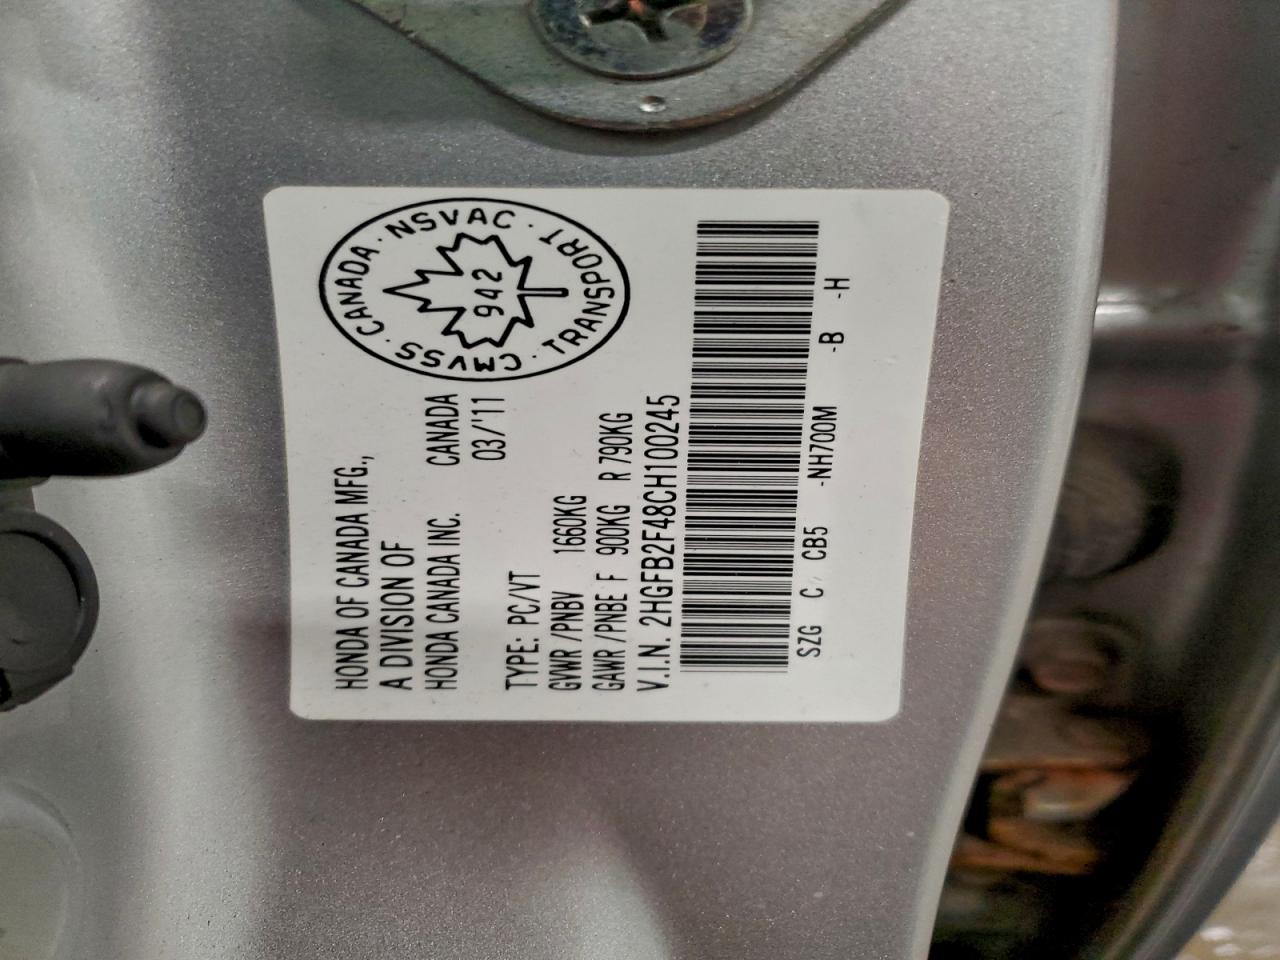 HONDA OF CANADA MFG.,
A DIVISION OF
HONDA CANADA INC. CANADA
03/'11
TYPE: PC/VT
GVWR /PNBV 1660KG
GAWR /PNBE F 900KG R 790KG
V.I.N. 2HGFB2F48CH100245
SZG C CB5 -NH700M -B -H
CANADA · NSVAC · TRANSPORT · CMVSS ·
942